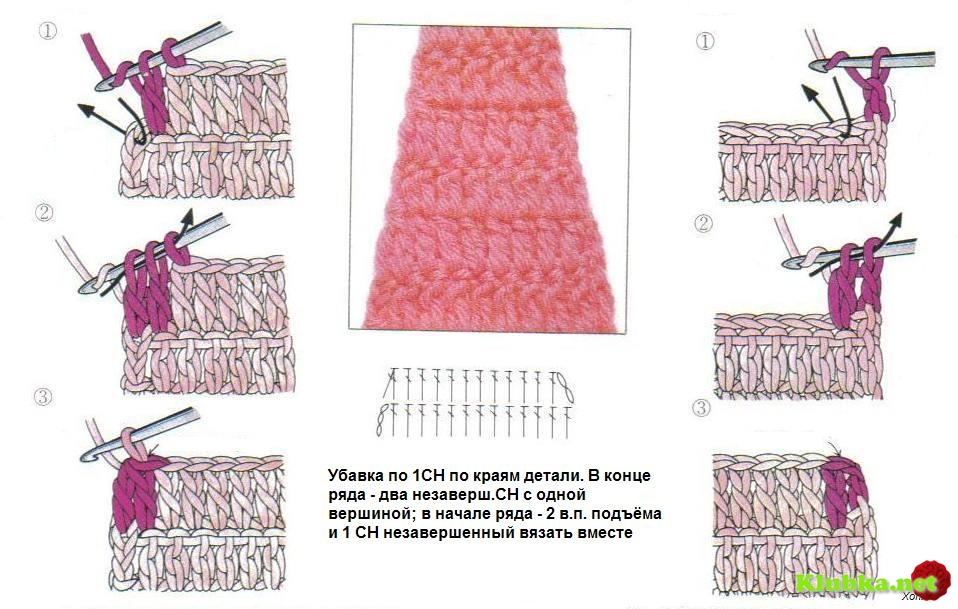 ① ①
② ②
③ ③
Убавка по 1СН по краям детали. В конце
ряда - два незаверш.СН с одной
вершиной; в начале ряда - 2 в.п. подъёма
и 1 СН незавершенный вязать вместе
Klubka.net